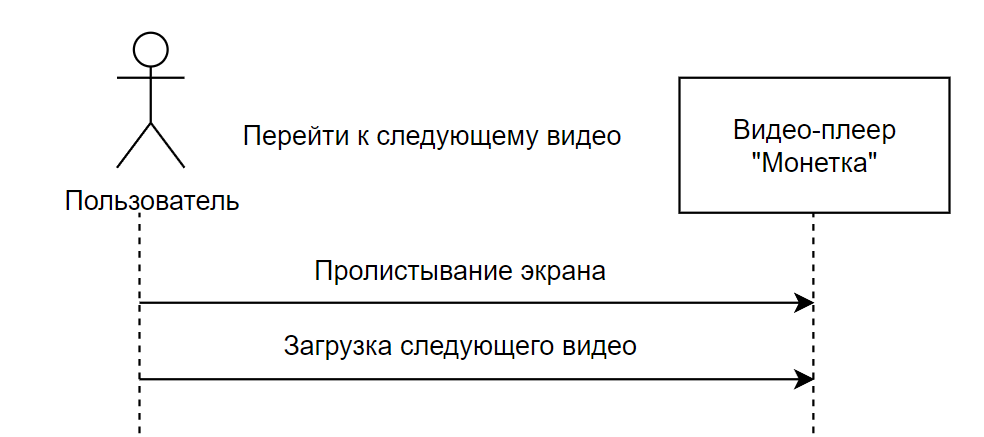 Перейти к следующему видео
Видео-плеер
"Монетка"
Пользователь
Пролистывание экрана
Загрузка следующего видео